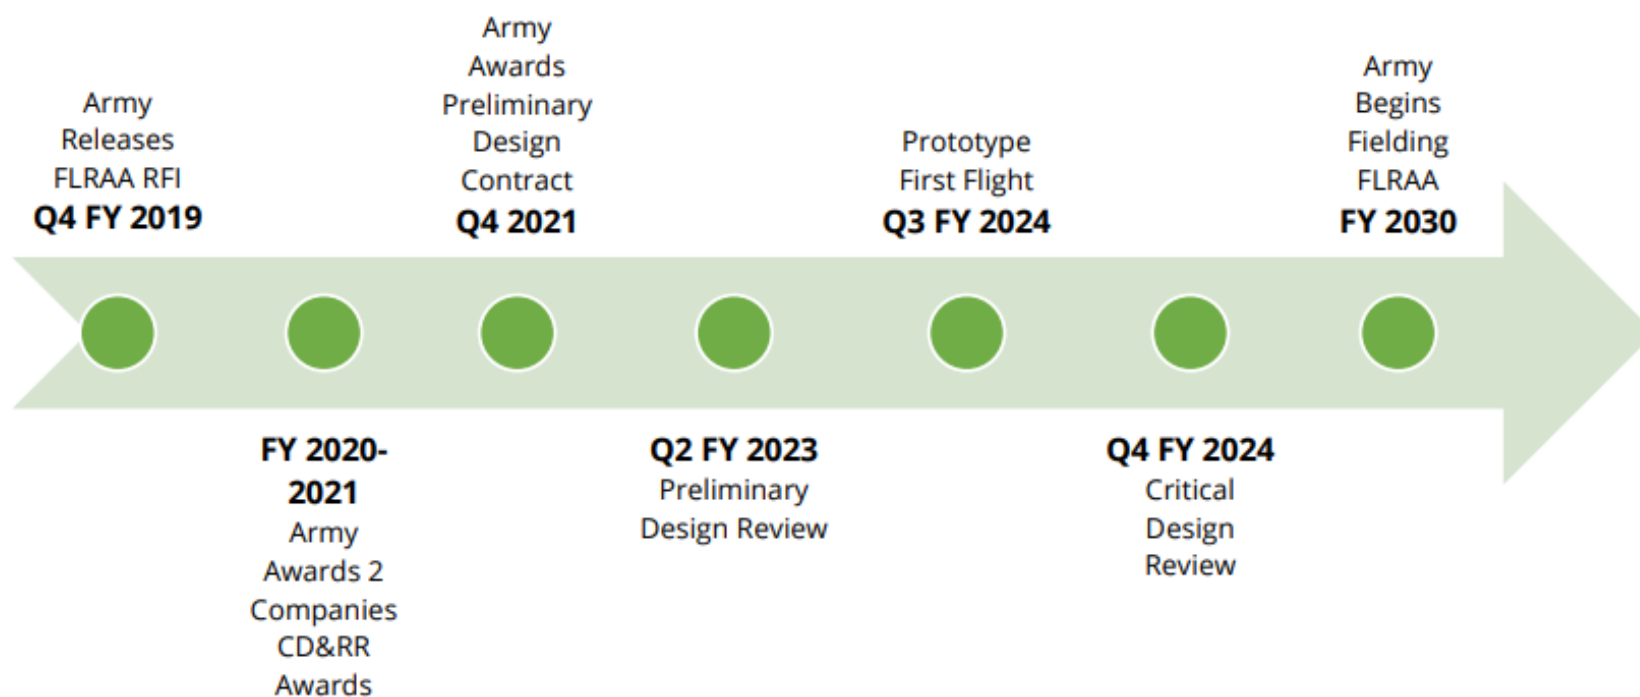 Army
Releases
FLRAA RFI
Q4 FY 2019
FY 2020-
2021
Army
Awards 2
Companies
CD&RR
Awards
Army
Awards
Preliminary
Design
Contract
Q4 2021
Q2 FY 2023
Preliminary
Design Review
Prototype
First Flight
Q3 FY 2024
Q4 FY 2024
Critical
Design
Review
Army
Begins
Fielding
FLRAA
FY 2030